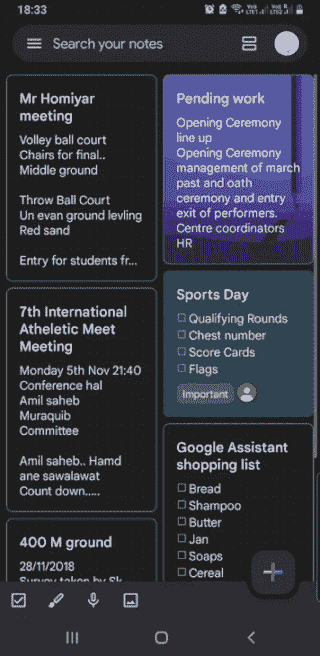 18:33
Search your notes
Mr Homiyar
meeting
Volley ball court
Chairs for final..
Middle ground
Throw Ball Court
Un evan ground levling
Red sand
Entry for students fr...
7th International
Atheletic Meet
Meeting
Monday 5th Nov 21:40
Conference hal
Amil saheb
Muraquib
Committee
Amil saheb.. Hamd
ane sawalawat
Count down.....
400 M ground
28/11/2018
Survey taken by Sk
Pending work
Opening Ceremony
line up
Opening Ceremony
management of march
past and oath
ceremony and entry
exit of performers.
Centre coordinators
HR
Sports Day
Qualifying Rounds
Chest number
Score Cards
Flags
Important
Google Assistant
shopping list
Bread
Shampoo
Butter
Jan
Soaps
Cereal